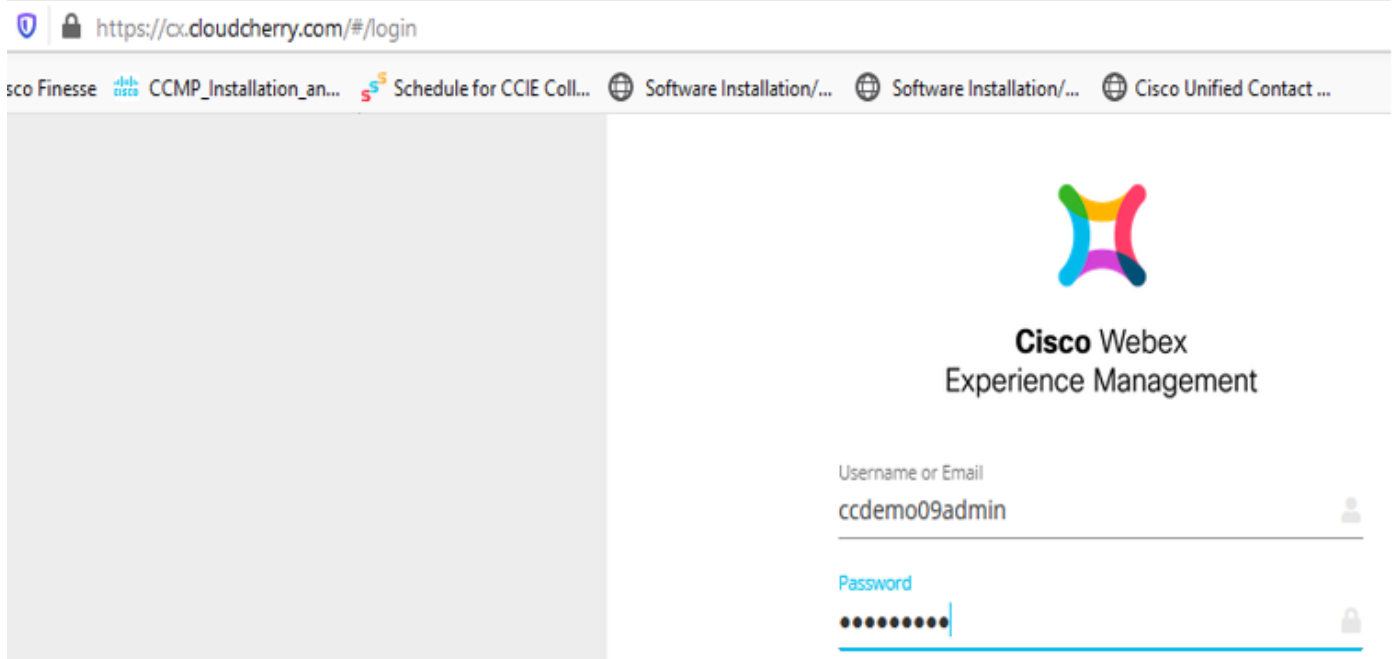 https://cx.cloudcherry.com/#/login
sco Finesse CCMP_Installation_an... Schedule for CCIE Coll... Software Installation/... Software Installation/... Cisco Unified Contact ...
Cisco Webex
Experience Management
Username or Email
ccdemo09admin
Password
•••••••••